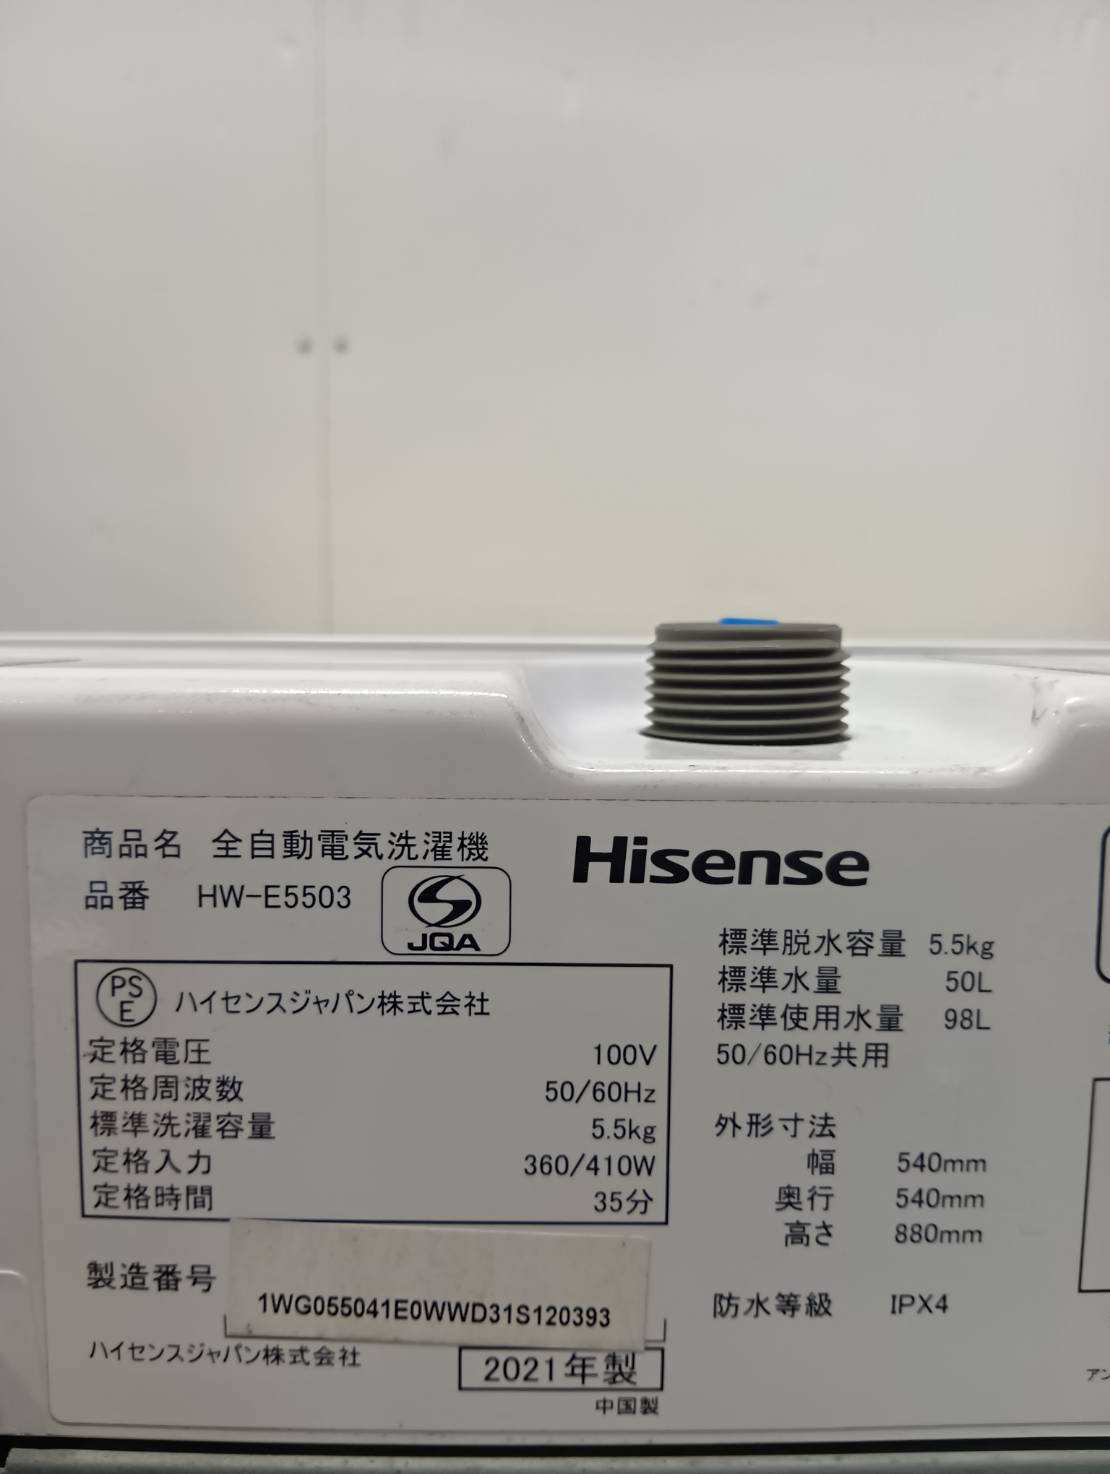 商品名 全自動電気洗濯機
Hisense
品番 HW-E5503
JQA
PS
E
ハイセンスジャパン株式会社
定格電圧 100V
定格周波数 50/60Hz
標準洗濯容量 5.5kg
定格入力 360/410W
定格時間 35分
標準脱水容量 5.5kg
標準水量 50L
標準使用水量 98L
50/60Hz共用
外形寸法
幅 540mm
奥行 540mm
高さ 880mm
防水等級 IPX4
製造番号 1WG055041E0WWD31S120393
ハイセンスジャパン株式会社
2021年製
中国製